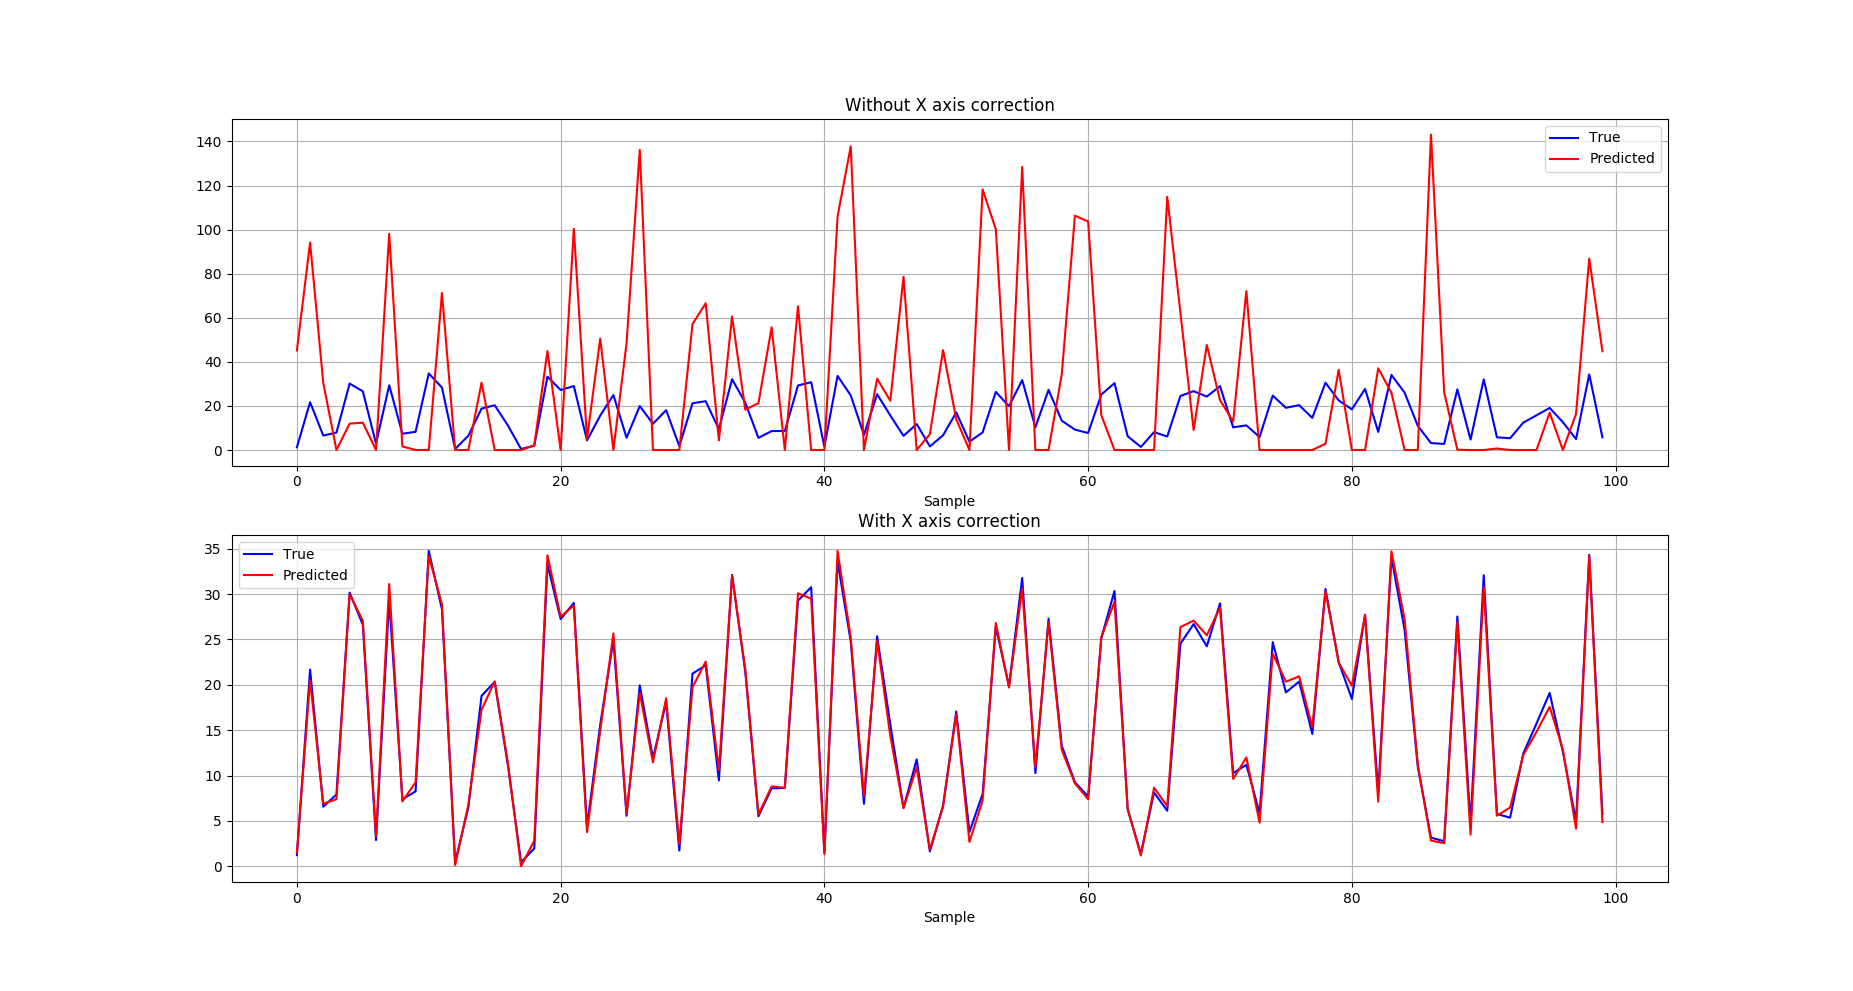 Without X axis correction
140
120
100
80
60
40
20
0
True
Predicted
0 20 40 60 80 100
Sample
With X axis correction
35
30
25
20
15
10
5
0
True
Predicted
0 20 40 60 80 100
Sample